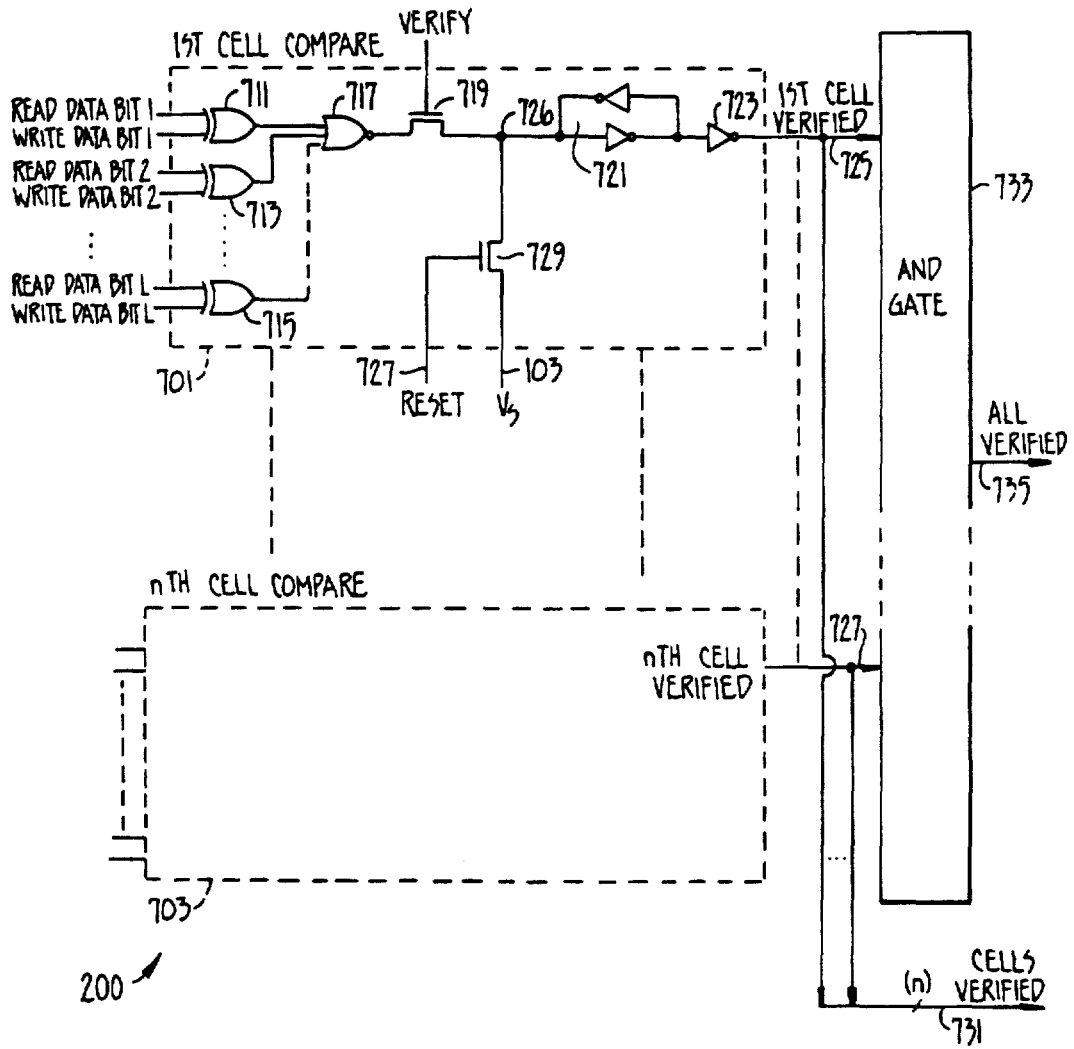 VERIFY
1ST CELL COMPARE
711
717
719
726
723
1ST CELL
VERIFIED
725
READ DATA BIT 1
WRITE DATA BIT 1
READ DATA BIT 2
WRITE DATA BIT 2
713
721
733
READ DATA BIT L
WRITE DATA BIT L
715
729
AND
GATE
701
727
103
RESET
VS
ALL
VERIFIED
735
nTH CELL COMPARE
nTH CELL
VERIFIED
727
703
200
(n)
CELLS
VERIFIED
731